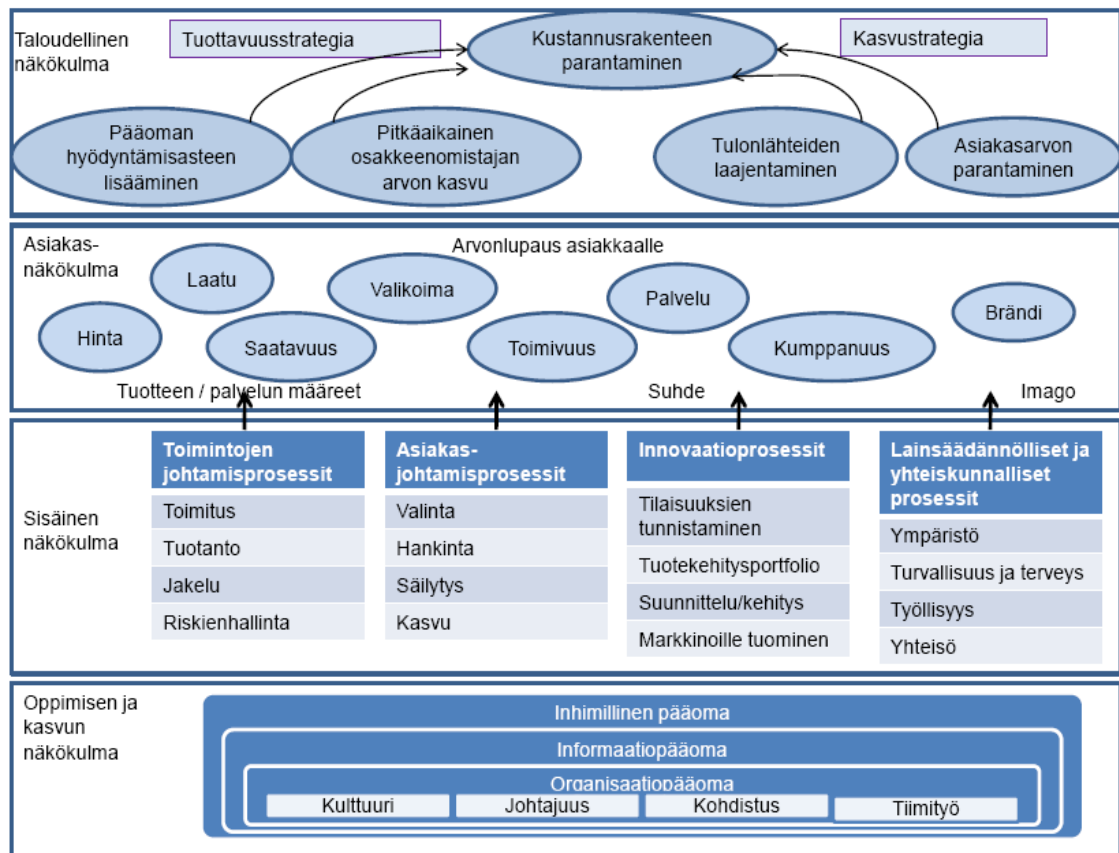 Taloudellinen
näkökulma
Tuottavuusstrategia
Kustannusrakenteen
parantaminen
Kasvustrategia
Pääoman
hyödyntämisasteen
lisääminen
Pitkäaikainen
osakkeenomistajan
arvon kasvu
Tulonlähteiden
laajentaminen
Asiakasarvon
parantaminen
Asiakas-
näkökulma
Arvonlupaus asiakkaalle
Laatu
Valikoima
Palvelu
Brändi
Hinta
Saatavuus
Toimivuus
Kumppanuus
Tuotteen / palvelun määreet
Suhde
Imago
Sisäinen
näkökulma
Toimintojen
johtamisprosessit
Toimitus
Tuotanto
Jakelu
Riskienhallinta
Asiakas-
johtamisprosessit
Valinta
Hankinta
Säilytys
Kasvu
Innovaatioprosessit
Tilaisuuksien
tunnistaminen
Tuotekehitysportfolio
Suunnittelu/kehitys
Markkinoille tuominen
Lainsäädännölliset ja
yhteiskunnalliset
prosessit
Ympäristö
Turvallisuus ja terveys
Työllisyys
Yhteisö
Oppimisen ja
kasvun
näkökulma
Inhimillinen pääoma
Informaatiopääoma
Organisaatiopääoma
Kulttuuri
Johtajuus
Kohdistus
Tiimityö